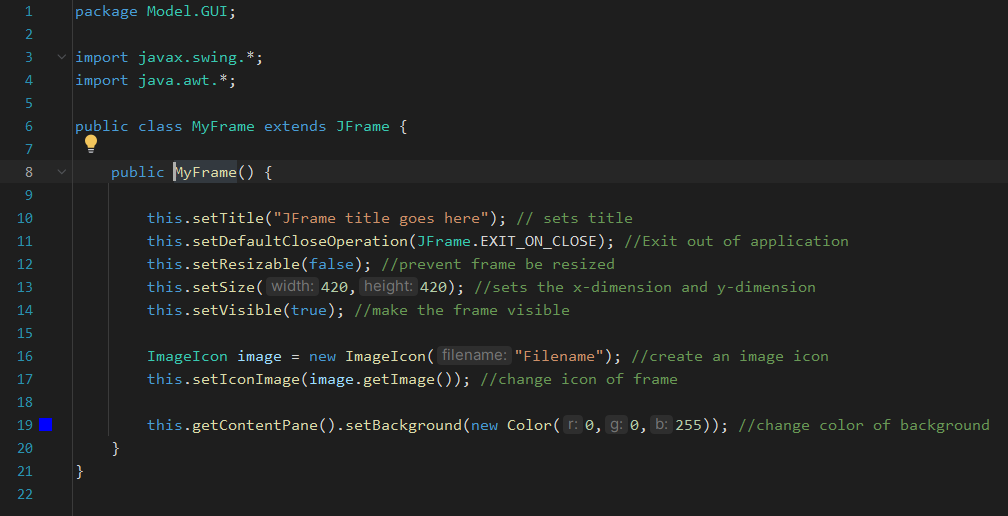 1 package Model.GUI;
2
3 import javax.swing.*;
4 import java.awt.*;
5
6 public class MyFrame extends JFrame {
7
8 public MyFrame() {
9
10 this.setTitle("JFrame title goes here"); // sets title
11 this.setDefaultCloseOperation(JFrame.EXIT_ON_CLOSE); //Exit out of application
12 this.setResizable(false); //prevent frame be resized
13 this.setSize( width: 420, height: 420); //sets the x-dimension and y-dimension
14 this.setVisible(true); //make the frame visible
15
16 ImageIcon image = new ImageIcon( filename: "Filename"); //create an image icon
17 this.setIconImage(image.getImage()); //change icon of frame
18
19 this.getContentPane().setBackground(new Color( r: 0, g: 0, b: 255)); //change color of background
20 }
21 }
22